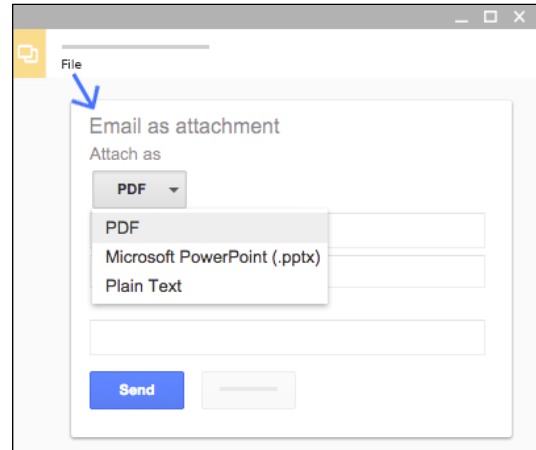 File
Email as attachment
Attach as
PDF
PDF
Microsoft PowerPoint (.pptx)
Plain Text
Send